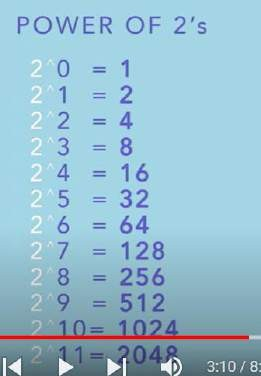 POWER OF 2's
2^0 = 1
2^1 = 2
2^2 = 4
2^3 = 8
2^4 = 16
2^5 = 32
2^6 = 64
2^7 = 128
2^8 = 256
2^9 = 512
2^10= 1024
2^11= 2048
3:10 / 8: